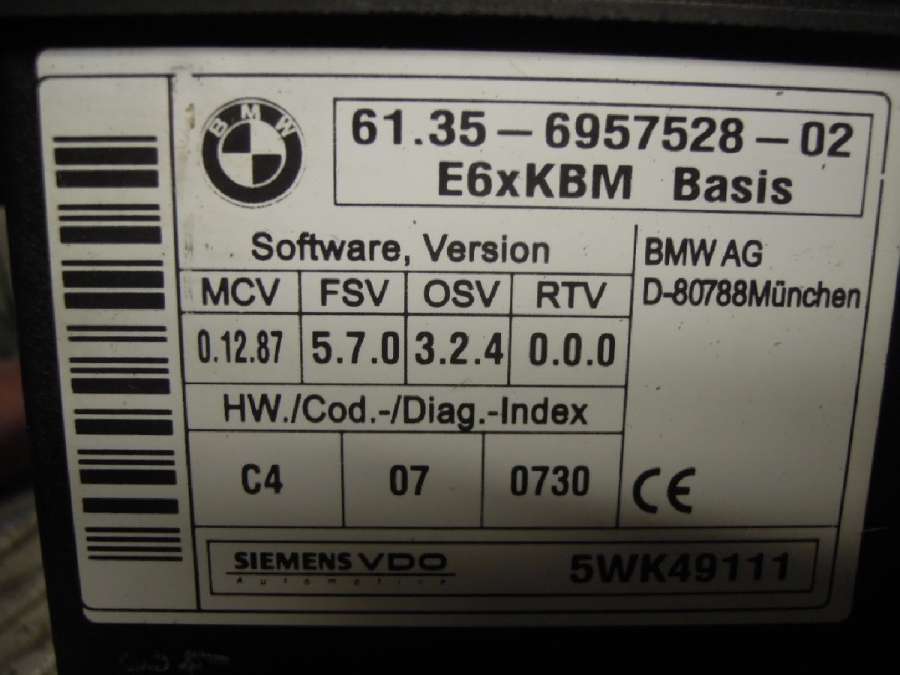 BMW
61.35-6957528-02
E6xKBM Basis
Software, Version
MCV FSV OSV RTV
0.12.87 5.7.0 3.2.4 0.0.0
HW./Cod.-/Diag.-Index
C4 07 0730
BMW AG
D-80788München
CE
SIEMENS VDO
Automotive
5WK49111